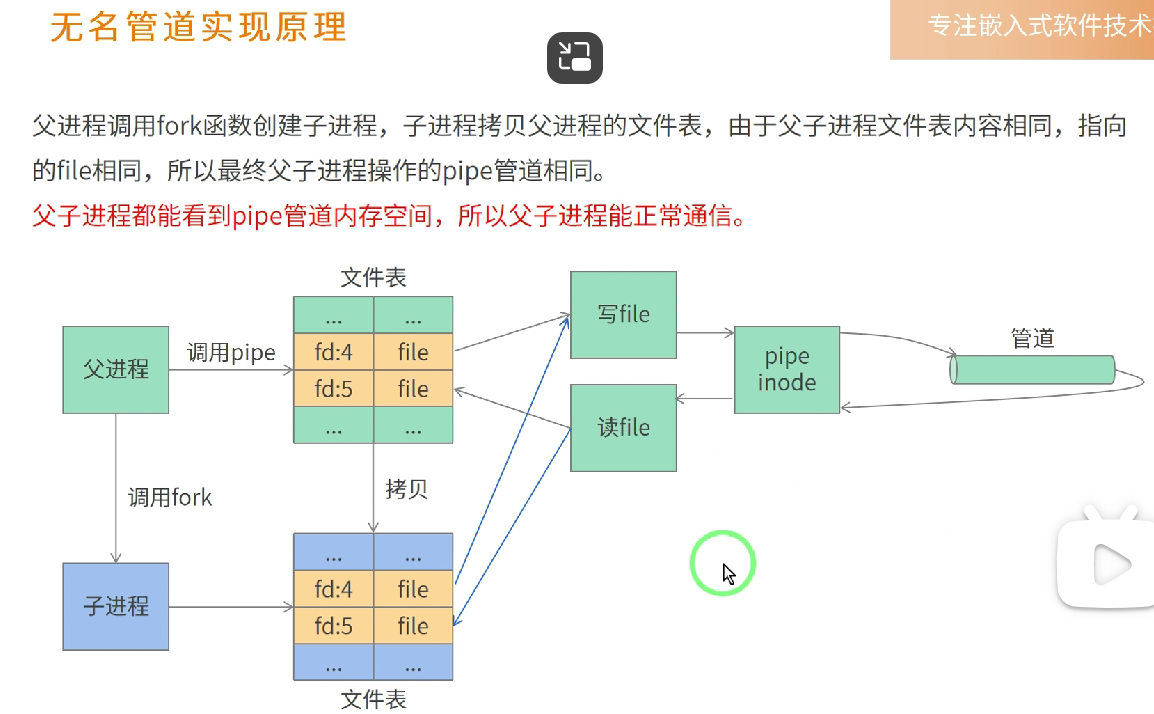 无名管道实现原理
专注嵌入式软件技术
父进程调用fork函数创建子进程，子进程拷贝父进程的文件表，由于父子进程文件表内容相同，指向
的file相同，所以最终父子进程操作的pipe管道相同。
父子进程都能看到pipe管道内存空间，所以父子进程能正常通信。
文件表
... ...
fd:4 file
fd:5 file
... ...
父进程
调用pipe
写file
读file
pipe
inode
管道
调用fork
拷贝
子进程
... ...
fd:4 file
fd:5 file
... ...
文件表